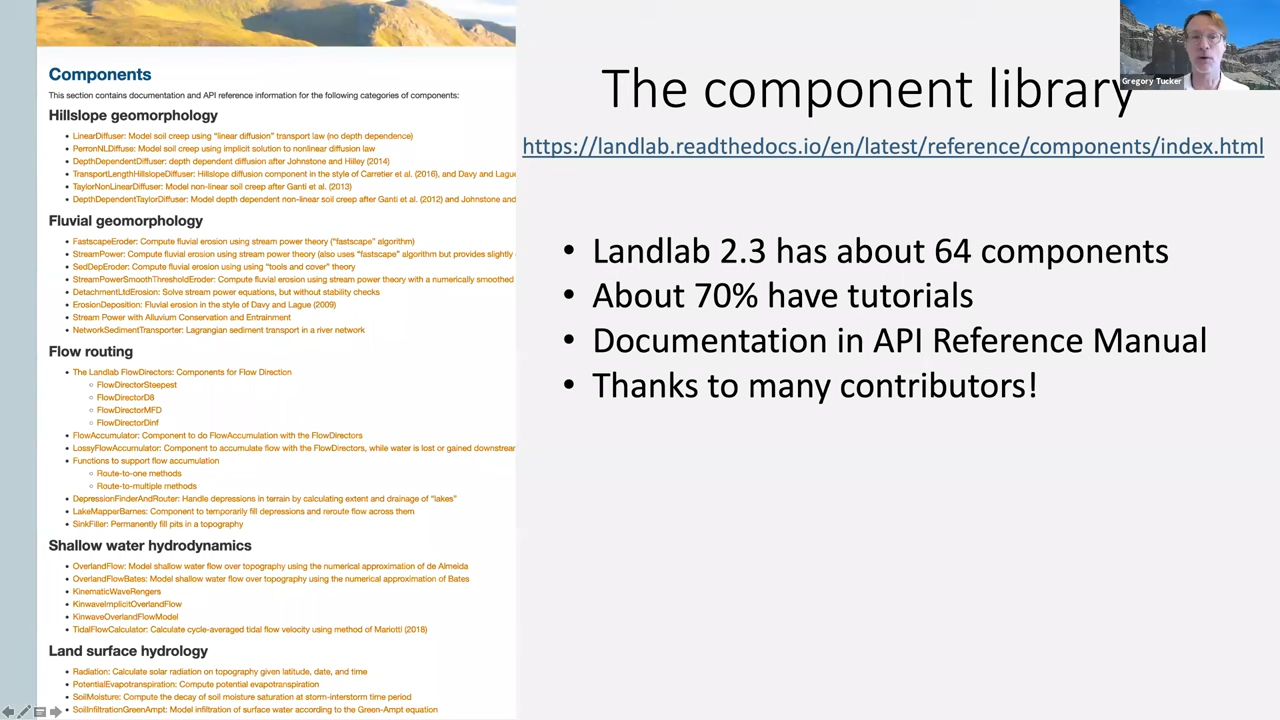 Components
This section contains documentation and API reference information for the following categories of components:
Hillslope geomorphology
LinearDiffuser: Model soil creep using "linear diffusion" transport law (no depth dependence)
PerronNLDiffuse: Model soil creep using implicit solution to nonlinear diffusion law
DepthDependentDiffuser: depth dependent diffusion after Johnstone and Hilley (2014)
TransportLengthHillslopeDiffuser: Hillslope diffusion component in the style of Carretier et al. (2016), and Davy and Lague
TaylorNonLinearDiffuser: Model non-linear soil creep after Ganti et al. (2013)
DepthDependentTaylorDiffuser: Model depth dependent non-linear soil creep after Ganti et al. (2012) and Johnstone and
Fluvial geomorphology
FastscapeEroder: Compute fluvial erosion using stream power theory ("fastscape" algorithm)
StreamPower: Compute fluvial erosion using stream power theory (also uses "fastscape" algorithm but provides slightly
SedDepEroder: Compute fluvial erosion using using "tools and cover" theory
StreamPowerSmoothThresholdEroder: Compute fluvial erosion using stream power theory with a numerically smoothed
DetachmentLtdErosion: Solve stream power equations, but without stability checks
ErosionDeposition: Fluvial erosion in the style of Davy and Lague (2009)
Stream Power with Alluvium Conservation and Entrainment
NetworkSedimentTransporter: Lagrangian sediment transport in a river network
Flow routing
The Landlab FlowDirectors: Components for Flow Direction
FlowDirectorSteepest
FlowDirectorD8
FlowDirectorMFD
FlowDirectorDinf
FlowAccumulator: Component to do FlowAccumulation with the FlowDirectors
LossyFlowAccumulator: Component to accumulate flow with the FlowDirectors, while water is lost or gained downstream
Functions to support flow accumulation
Route-to-one methods
Route-to-multiple methods
DepressionFinderAndRouter: Handle depressions in terrain by calculating extent and drainage of "lakes"
LakeMapperBarnes: Component to temporarily fill depressions and reroute flow across them
SinkFiller: Permanently fill pits in a topography
Shallow water hydrodynamics
OverlandFlow: Model shallow water flow over topography using the numerical approximation of de Almeida
OverlandFlowBates: Model shallow water flow over topography using the numerical approximation of Bates
KinematicWaveRengers
KinwaveImplicitOverlandFlow
KinwaveOverlandFlowModel
TidalFlowCalculator: Calculate cycle-averaged tidal flow velocity using method of Mariotti (2018)
Land surface hydrology
Radiation: Calculate solar radiation on topography given latitude, date, and time
PotentialEvapotranspiration: Compute potential evapotranspiration
SoilMoisture: Compute the decay of soil moisture saturation at storm-interstorm time period
SoilInfiltrationGreenAmpt: Model infiltration of surface water according to the Green-Ampt equation
The component library
https://landlab.readthedocs.io/en/latest/reference/components/index.html
• Landlab 2.3 has about 64 components
• About 70% have tutorials
• Documentation in API Reference Manual
• Thanks to many contributors!
Gregory Tucker